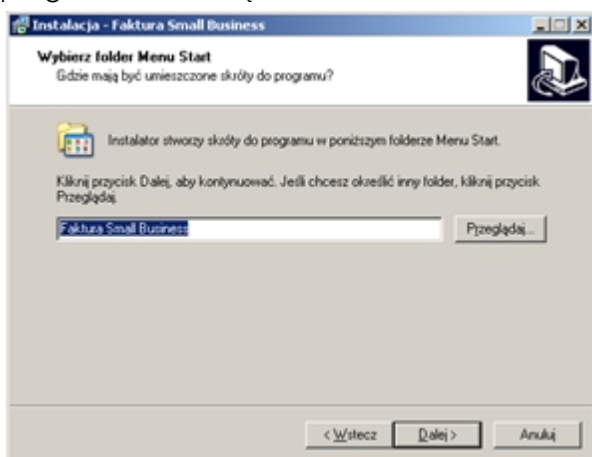 Instalacja - Faktura Small Business
Wybierz folder Menu Start
Gdzie mają być umieszczone skróty do programu?
Instalator stworzy skróty do programu w poniższym folderze Menu Start.
Kliknij przycisk Dalej, aby kontynuować. Jeśli chcesz określić inny folder, kliknij przycisk
Przeglądaj.
Faktura Small Business
Przeglądaj...
< Wstecz
Dalej >
Anuluj